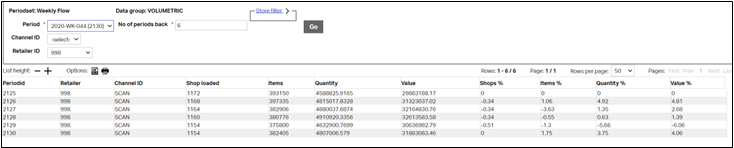 Periodset: Weekly Flow Data group: VOLUMETRIC Store filter
Period * 2020-WK-044 [2130] No of periods back * 6 Go
Channel ID -select-
Retailer ID 998
List height: Options: Rows: 1 - 6 / 6 Page: 1 / 1 Rows per page: 50 Pages: First Prev 1 Next Las
Periodid Retailer Channel ID Shop loaded Items Quantity Value Shops % Items % Quantity % Value %
2125 998 SCAN 1172 393150 4588825.9165 29883188.17 0 0 0 0
2126 998 SCAN 1168 397335 4815017.8328 31323037.02 -0.34 1.06 4.92 4.81
2127 998 SCAN 1164 382906 4880037.6874 32164830.76 -0.34 -3.63 1.35 2.68
2128 998 SCAN 1160 380776 4910920.3356 32613583.58 -0.34 -0.55 0.63 1.39
2129 998 SCAN 1154 375800 4632900.7699 30636982.79 -0.51 -1.3 -5.66 -6.06
2130 998 SCAN 1154 382405 4807006.579 31883083.46 0 1.75 3.75 4.06